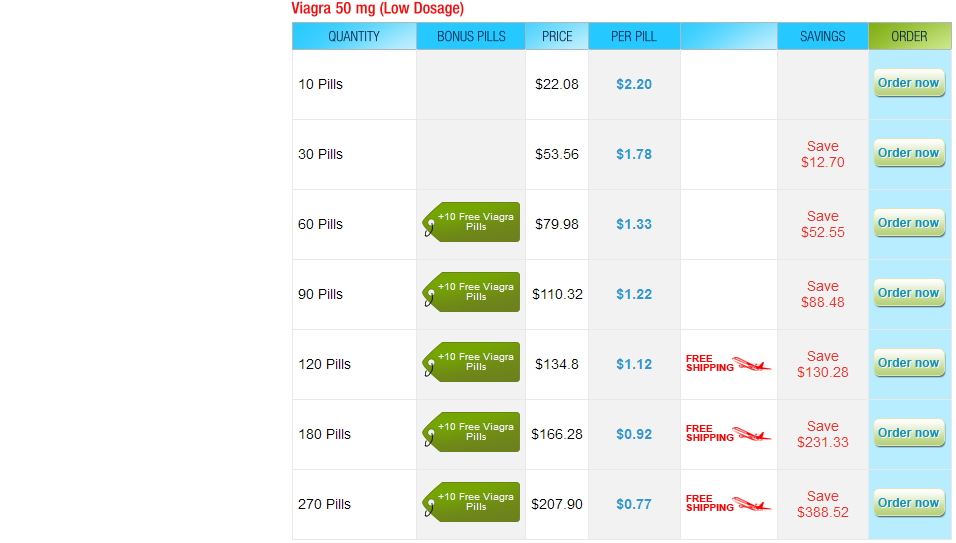 Viagra 50 mg (Low Dosage)
QUANTITY BONUS PILLS PRICE PER PILL SAVINGS ORDER
10 Pills $22.08 $2.20 Order now
30 Pills $53.56 $1.78 Save $12.70 Order now
60 Pills +10 Free Viagra Pills $79.98 $1.33 Save $52.55 Order now
90 Pills +10 Free Viagra Pills $110.32 $1.22 Save $88.48 Order now
120 Pills +10 Free Viagra Pills $134.8 $1.12 FREE SHIPPING Save $130.28 Order now
180 Pills +10 Free Viagra Pills $166.28 $0.92 FREE SHIPPING Save $231.33 Order now
270 Pills +10 Free Viagra Pills $207.90 $0.77 FREE SHIPPING Save $388.52 Order now